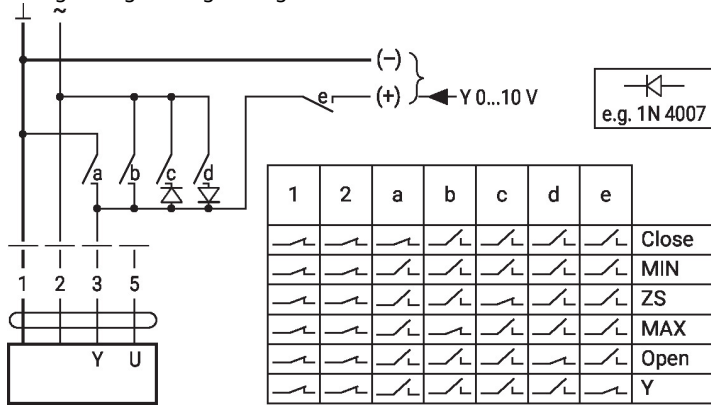 ~
(–)
e (+) Y 0...10 V
e.g. 1N 4007
a b c d
1 2 a b c d e
Close
MIN
ZS
MAX
Open
Y
1 2 3 5
Y U